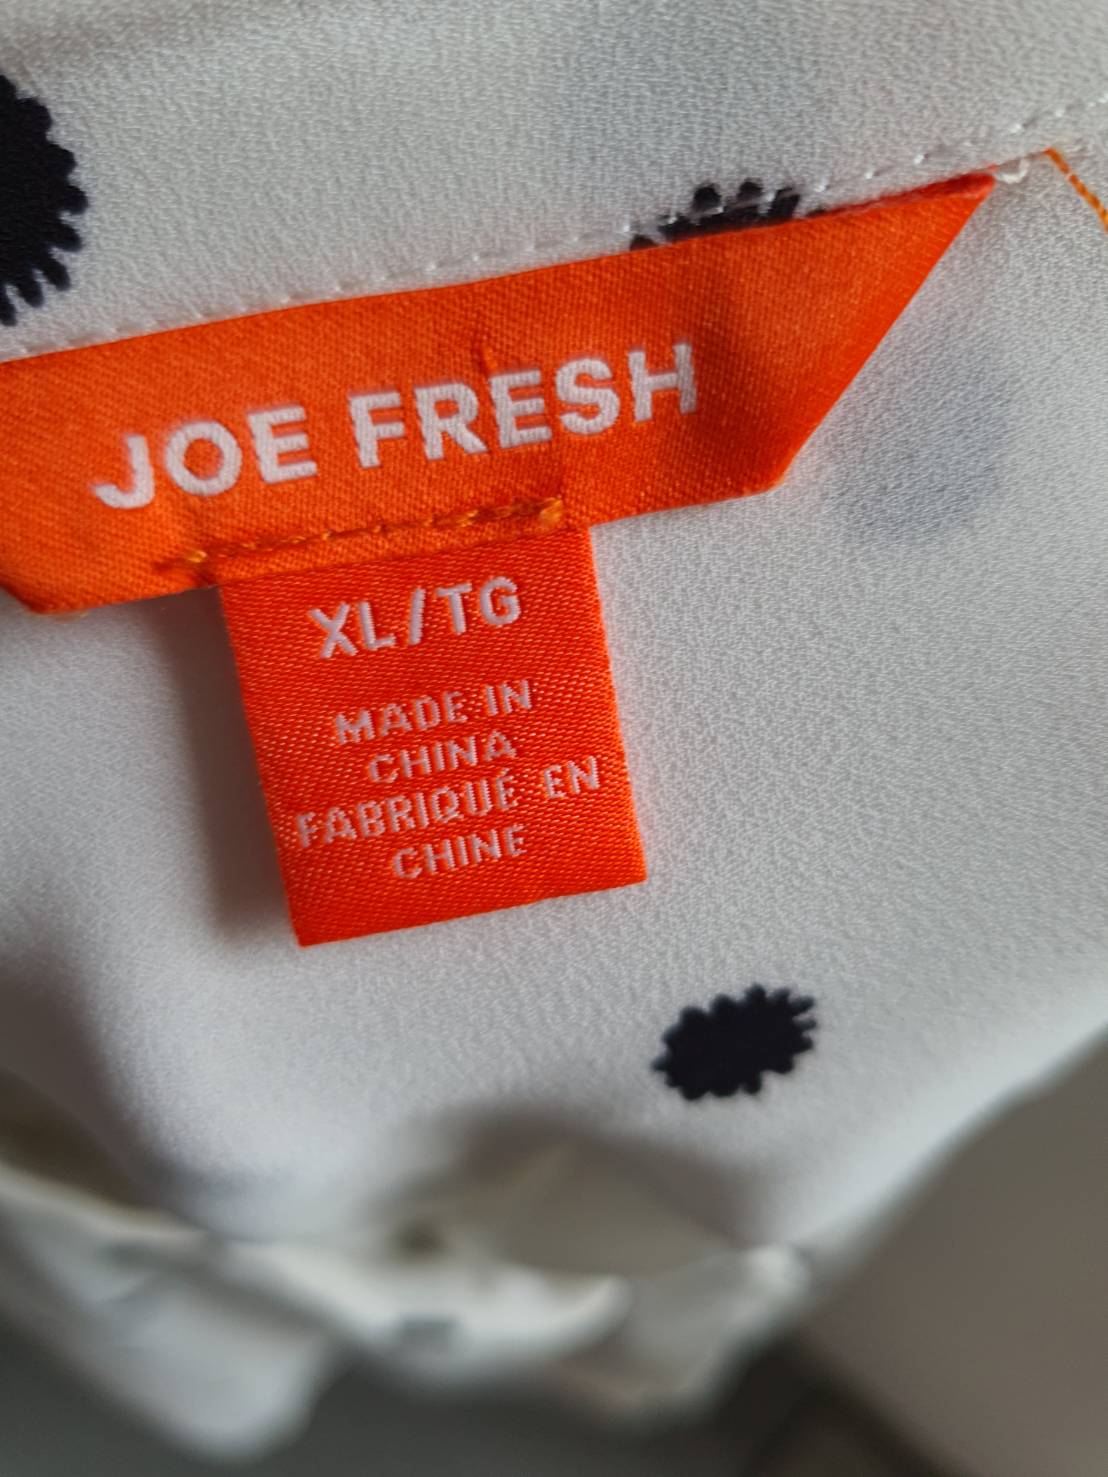 JOE FRESH
XL/TG
MADE IN
CHINA
FABRIQUÉ EN
CHINE